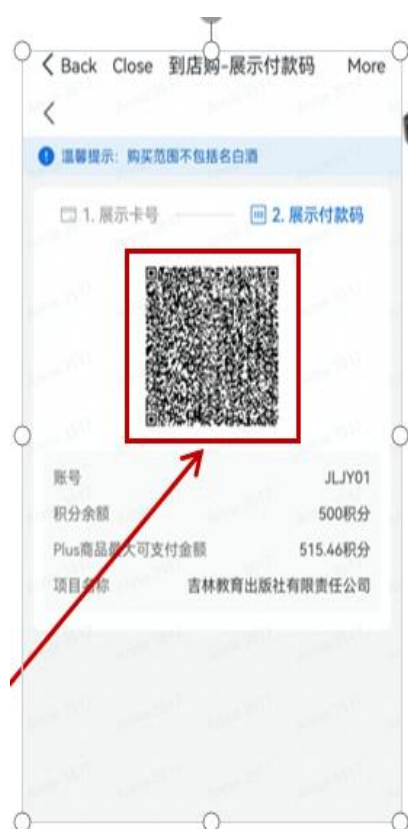 Back Close 到店购-展示付款码 More
温馨提示：购买范围不包括名白酒
1. 展示卡号 2. 展示付款码
账号 JLJY01
积分余额 500积分
Plus商品最大可支付金额 515.46积分
项目名称 吉林教育出版社有限责任公司